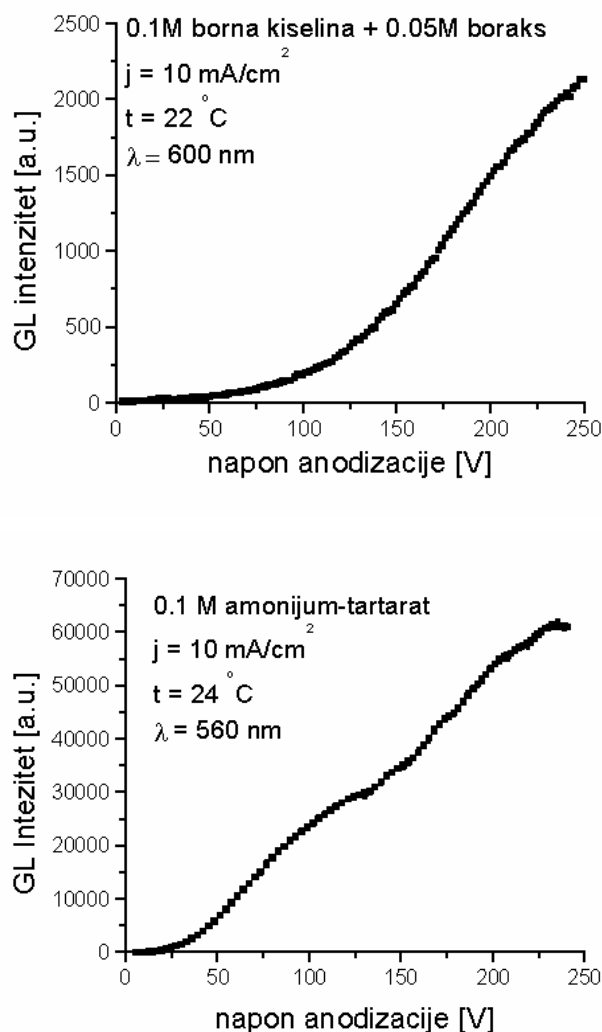 2500
0.1M borna kiselina + 0.05M boraks
j = 10 mA/cm²
2000
t = 22 °C
λ = 600 nm
1500
1000
500
0
GL intenzitet [a.u.]
0 50 100 150 200 250
napon anodizacije [V]
70000
0.1 M amonijum-tartarat
60000
j = 10 mA/cm²
50000
t = 24 °C
λ = 560 nm
40000
30000
20000
10000
0
GL Intezitet [a.u.]
0 50 100 150 200 250
napon anodizacije [V]